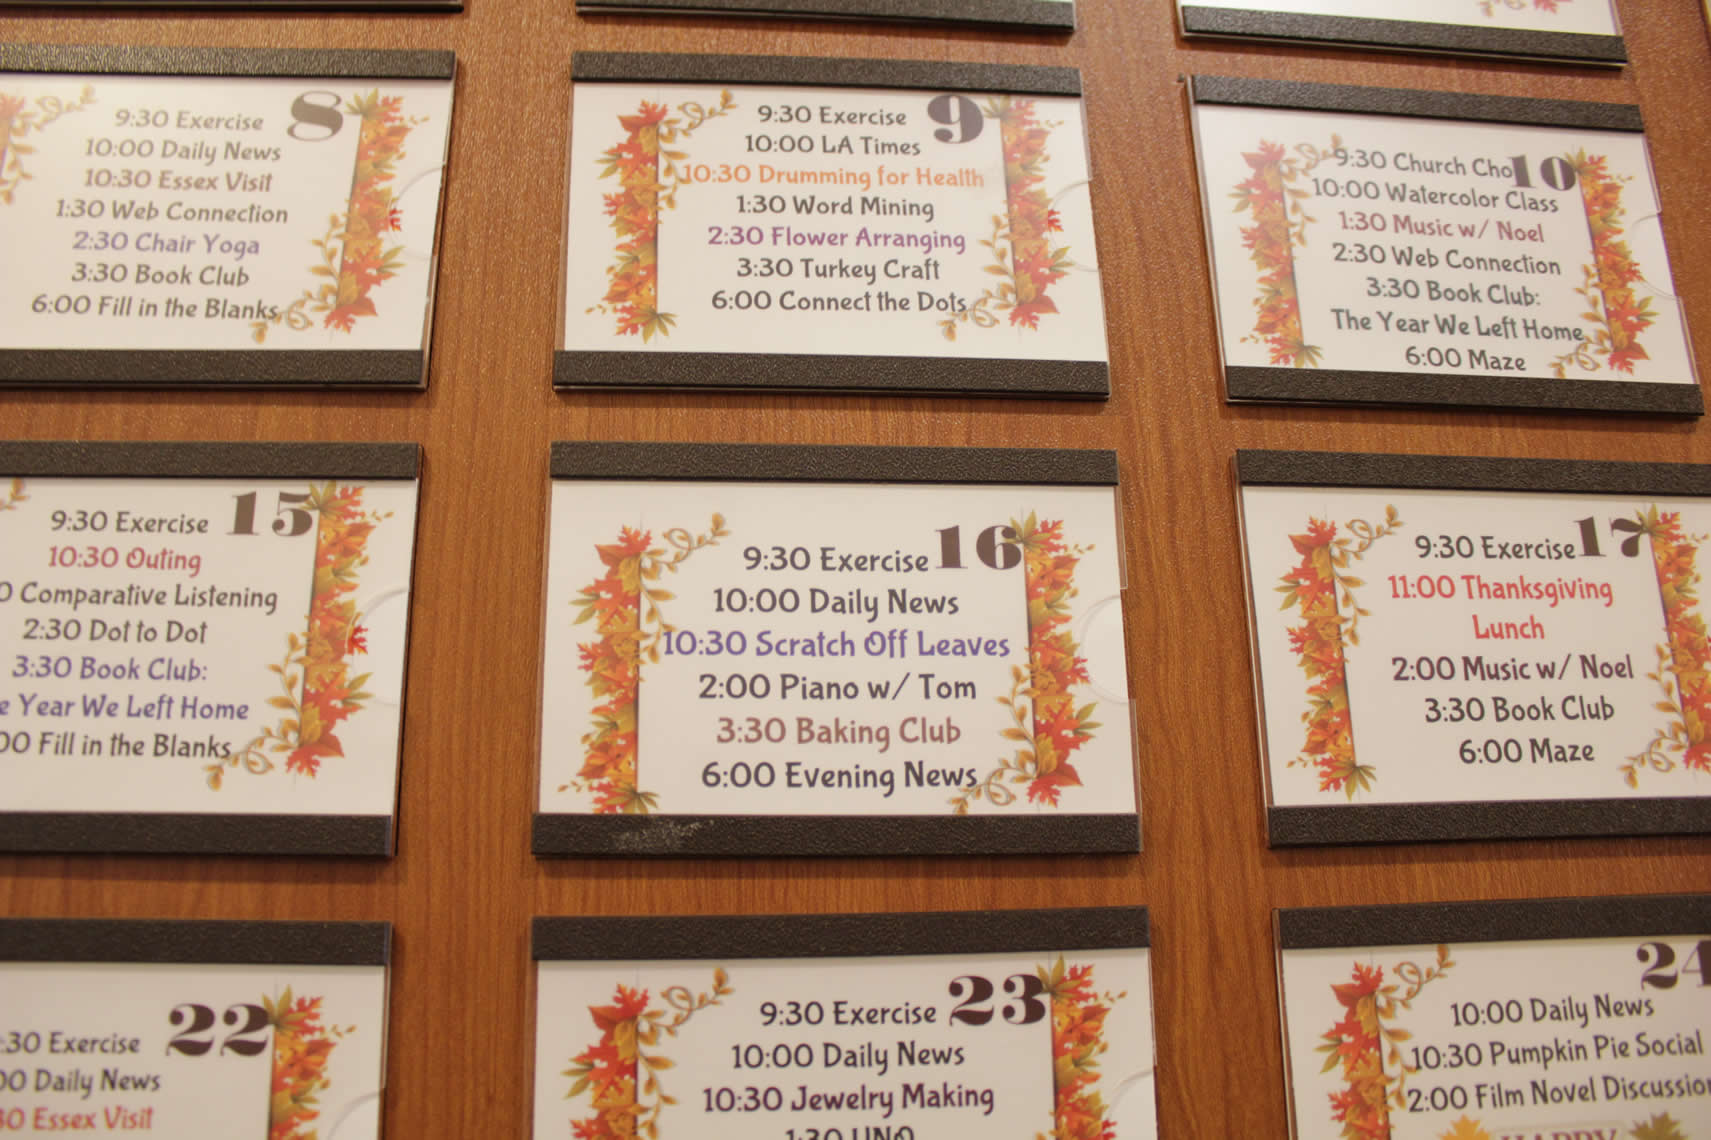 8
9:30 Exercise
10:00 Daily News
10:30 Essex Visit
1:30 Web Connection
2:30 Chair Yoga
3:30 Book Club
6:00 Fill in the Blanks
9
9:30 Exercise
10:00 LA Times
10:30 Drumming for Health
1:30 Word Mining
2:30 Flower Arranging
3:30 Turkey Craft
6:00 Connect the Dots
10
9:30 Church Cho
10:00 Watercolor Class
1:30 Music w/ Noel
2:30 Web Connection
3:30 Book Club:
The Year We Left Home
6:00 Maze
15
9:30 Exercise
10:30 Outing
0 Comparative Listening
2:30 Dot to Dot
3:30 Book Club:
e Year We Left Home
00 Fill in the Blanks
16
9:30 Exercise
10:00 Daily News
10:30 Scratch Off Leaves
2:00 Piano w/ Tom
3:30 Baking Club
6:00 Evening News
17
9:30 Exercise
11:00 Thanksgiving
Lunch
2:00 Music w/ Noel
3:30 Book Club
6:00 Maze
22
:30 Exercise
00 Daily News
30 Essex Visit
23
9:30 Exercise
10:00 Daily News
10:30 Jewelry Making
1:30 UNO
24
10:00 Daily News
10:30 Pumpkin Pie Social
2:00 Film Novel Discussion
HAPPY